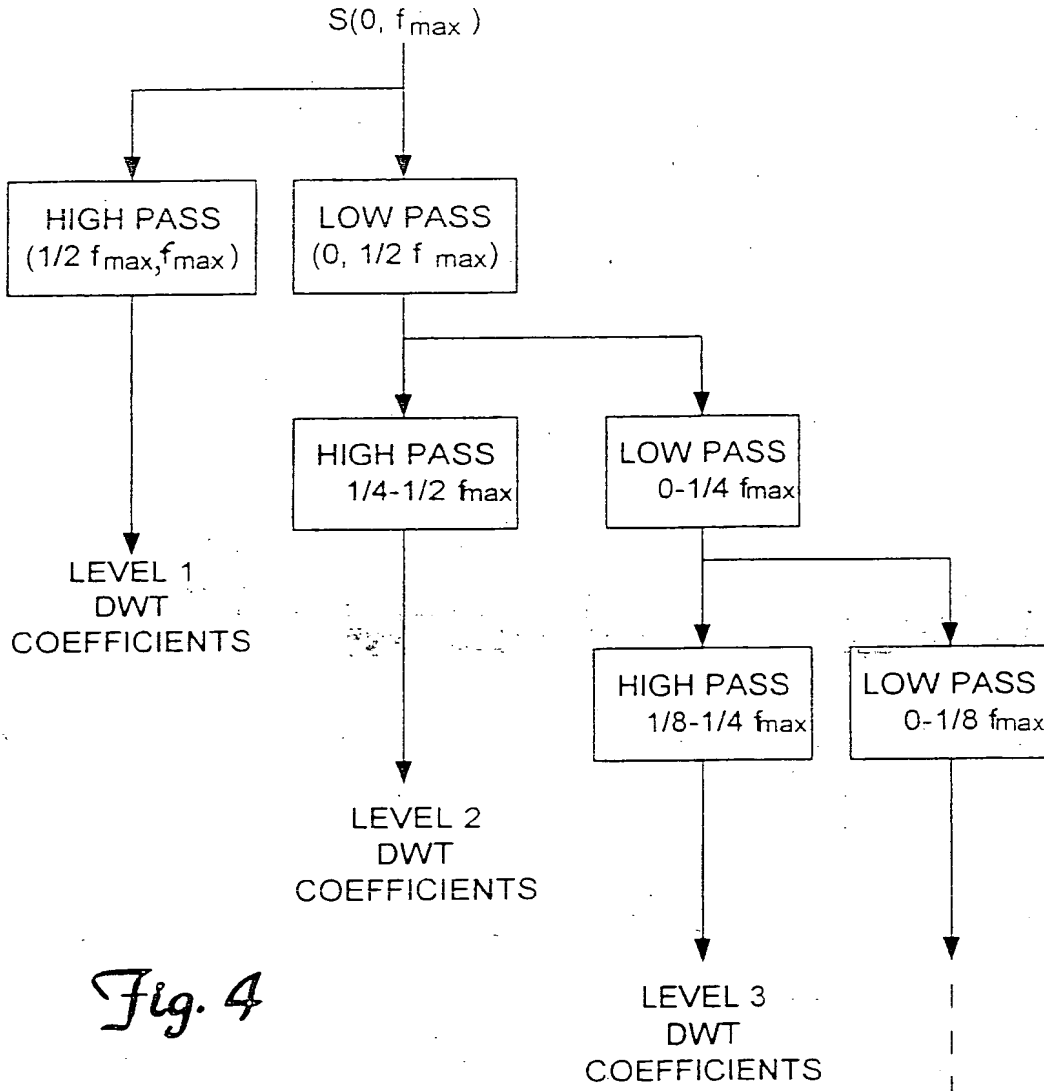 S(0, fmax )
HIGH PASS
(1/2 fmax,fmax)
LOW PASS
(0, 1/2 f max)
HIGH PASS
1/4-1/2 fmax
LOW PASS
0-1/4 fmax
LEVEL 1
DWT
COEFFICIENTS
HIGH PASS
1/8-1/4 fmax
LOW PASS
0-1/8 fmax
LEVEL 2
DWT
COEFFICIENTS
LEVEL 3
DWT
COEFFICIENTS
Fig. 4